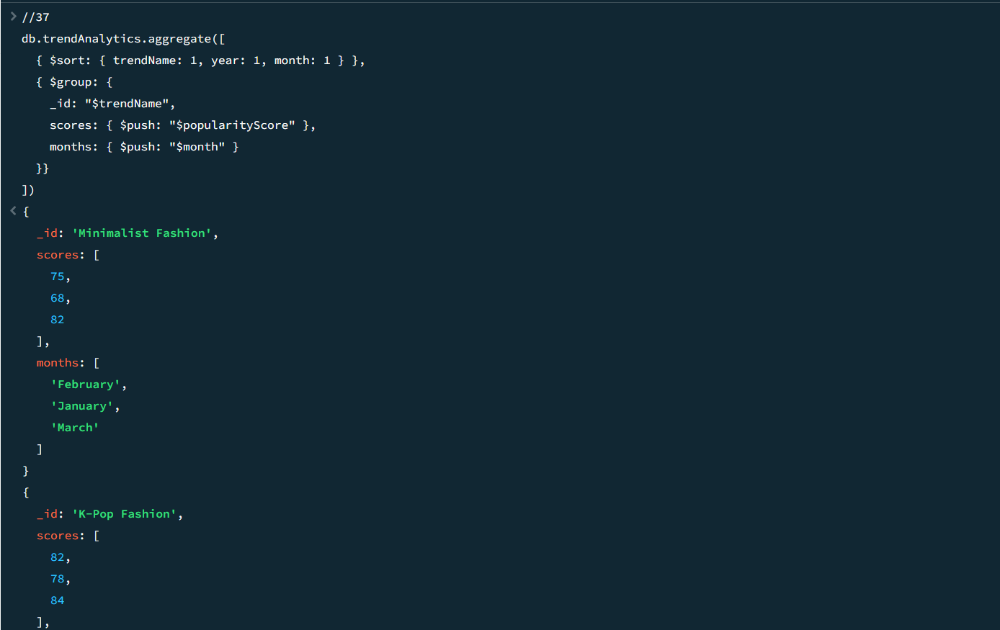 > //37
db.trendAnalytics.aggregate([
  { $sort: { trendName: 1, year: 1, month: 1 } },
  { $group: {
    _id: "$trendName",
    scores: { $push: "$popularityScore" },
    months: { $push: "$month" }
  }}
])
< {
  _id: 'Minimalist Fashion',
  scores: [
    75,
    68,
    82
  ],
  months: [
    'February',
    'January',
    'March'
  ]
}
{
  _id: 'K-Pop Fashion',
  scores: [
    82,
    78,
    84
  ],